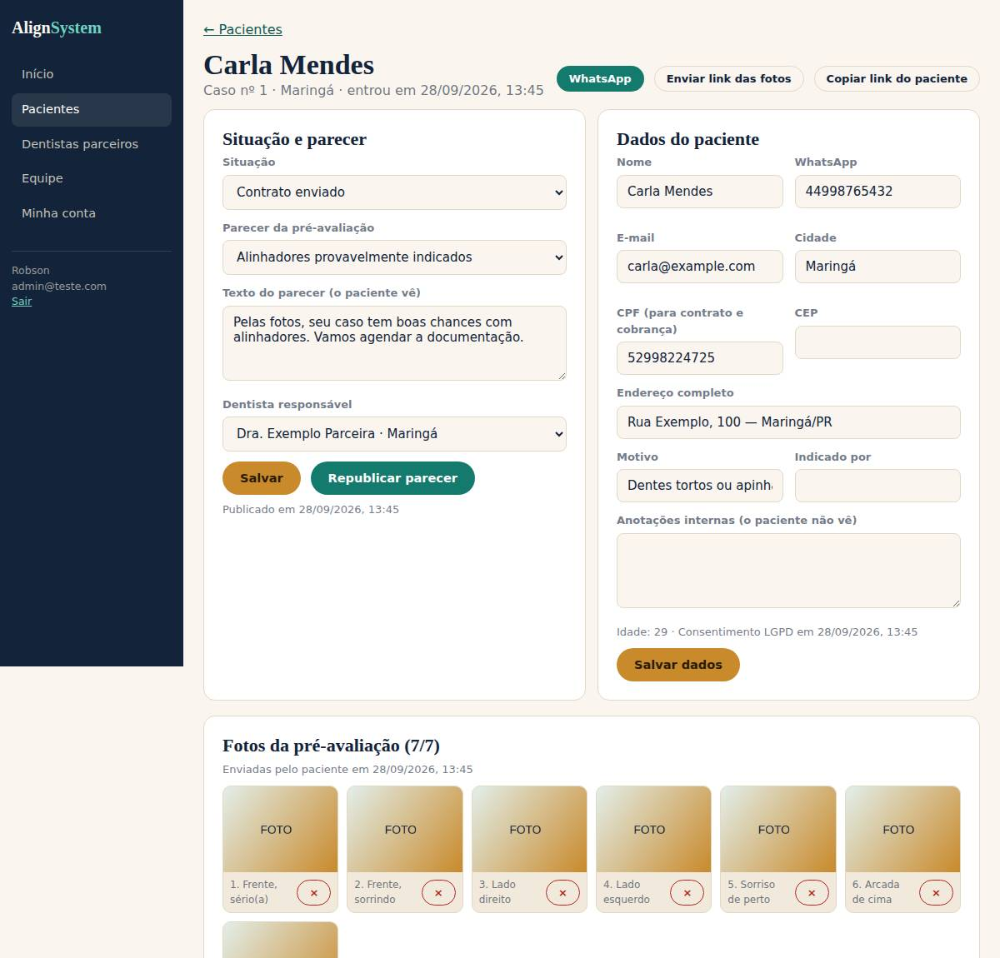 AlignSystem
Início
Pacientes
Dentistas parceiros
Equipe
Minha conta
Robson
admin@teste.com
Sair
← Pacientes
Carla Mendes
Caso nº 1 · Maringá · entrou em 28/09/2026, 13:45
WhatsApp
Enviar link das fotos
Copiar link do paciente
Situação e parecer
Situação
Contrato enviado
Parecer da pré-avaliação
Alinhadores provavelmente indicados
Texto do parecer (o paciente vê)
Pelas fotos, seu caso tem boas chances com
alinhadores. Vamos agendar a documentação.
Dentista responsável
Dra. Exemplo Parceira · Maringá
Salvar
Republicar parecer
Publicado em 28/09/2026, 13:45
Dados do paciente
Nome
WhatsApp
Carla Mendes
44998765432
E-mail
Cidade
carla@example.com
Maringá
CPF (para contrato e
cobrança)
CEP
52998224725
Endereço completo
Rua Exemplo, 100 — Maringá/PR
Motivo
Indicado por
Dentes tortos ou apinh
Anotações internas (o paciente não vê)
Idade: 29 · Consentimento LGPD em 28/09/2026, 13:45
Salvar dados
Fotos da pré-avaliação (7/7)
Enviadas pelo paciente em 28/09/2026, 13:45
FOTO
FOTO
FOTO
FOTO
FOTO
FOTO
1. Frente,
sério(a)
×
2. Frente,
sorrindo
×
3. Lado
direito
×
4. Lado
esquerdo
×
5. Sorriso
de perto
×
6. Arcada
de cima
×